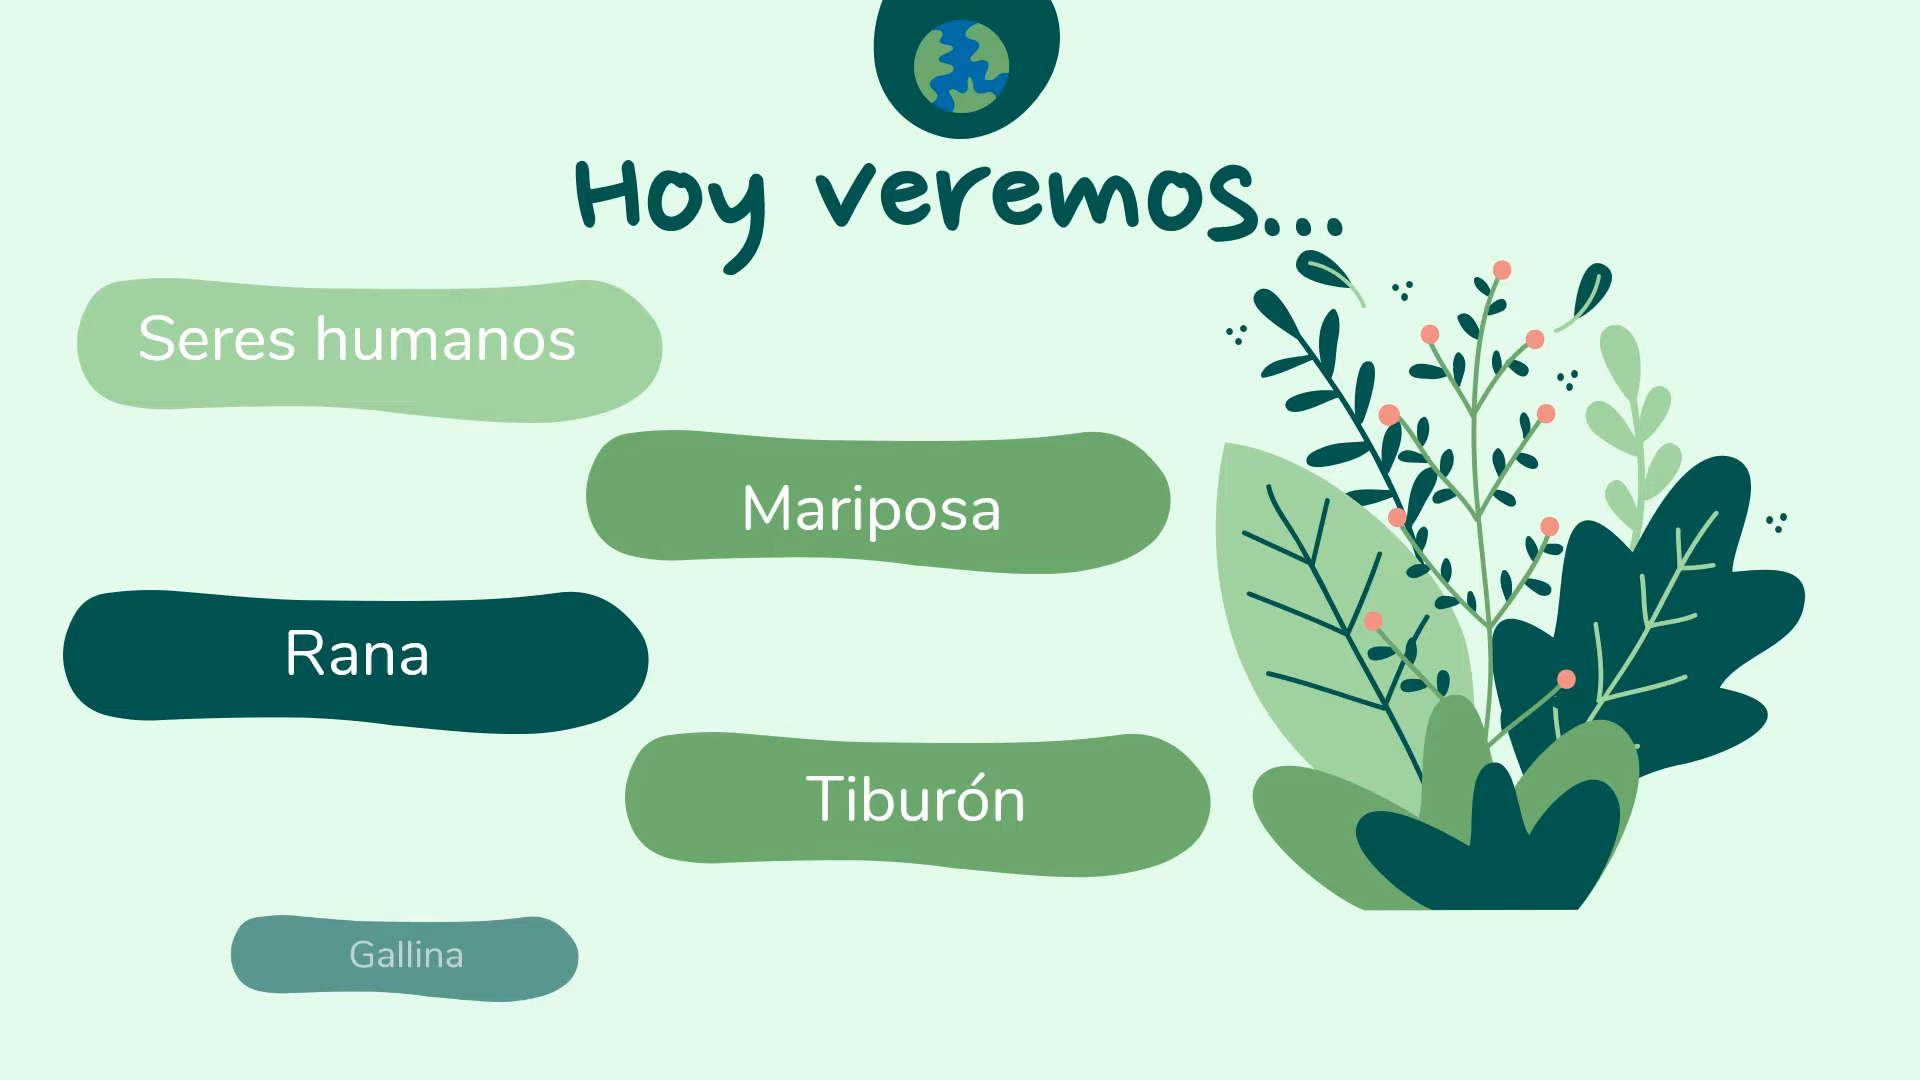 Hoy veremos...
Seres humanos
Mariposa
Rana
Tiburón
Gallina